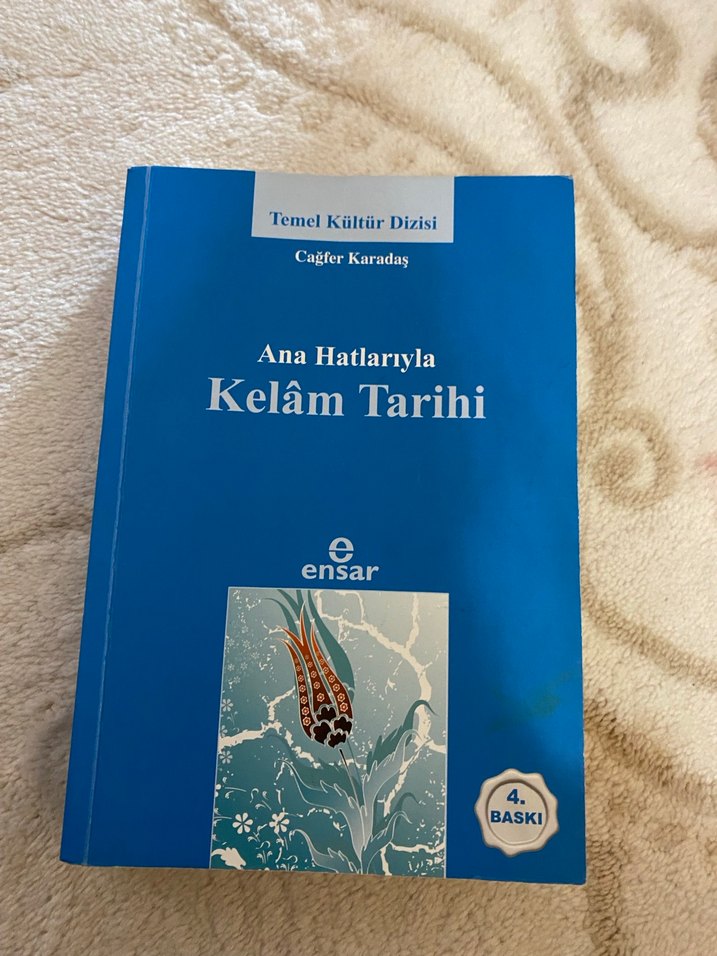 Temel Kültür Dizisi
Cağfer Karadaş
Ana Hatlarıyla
Kelâm Tarihi
e
ensar
4.
BASKI